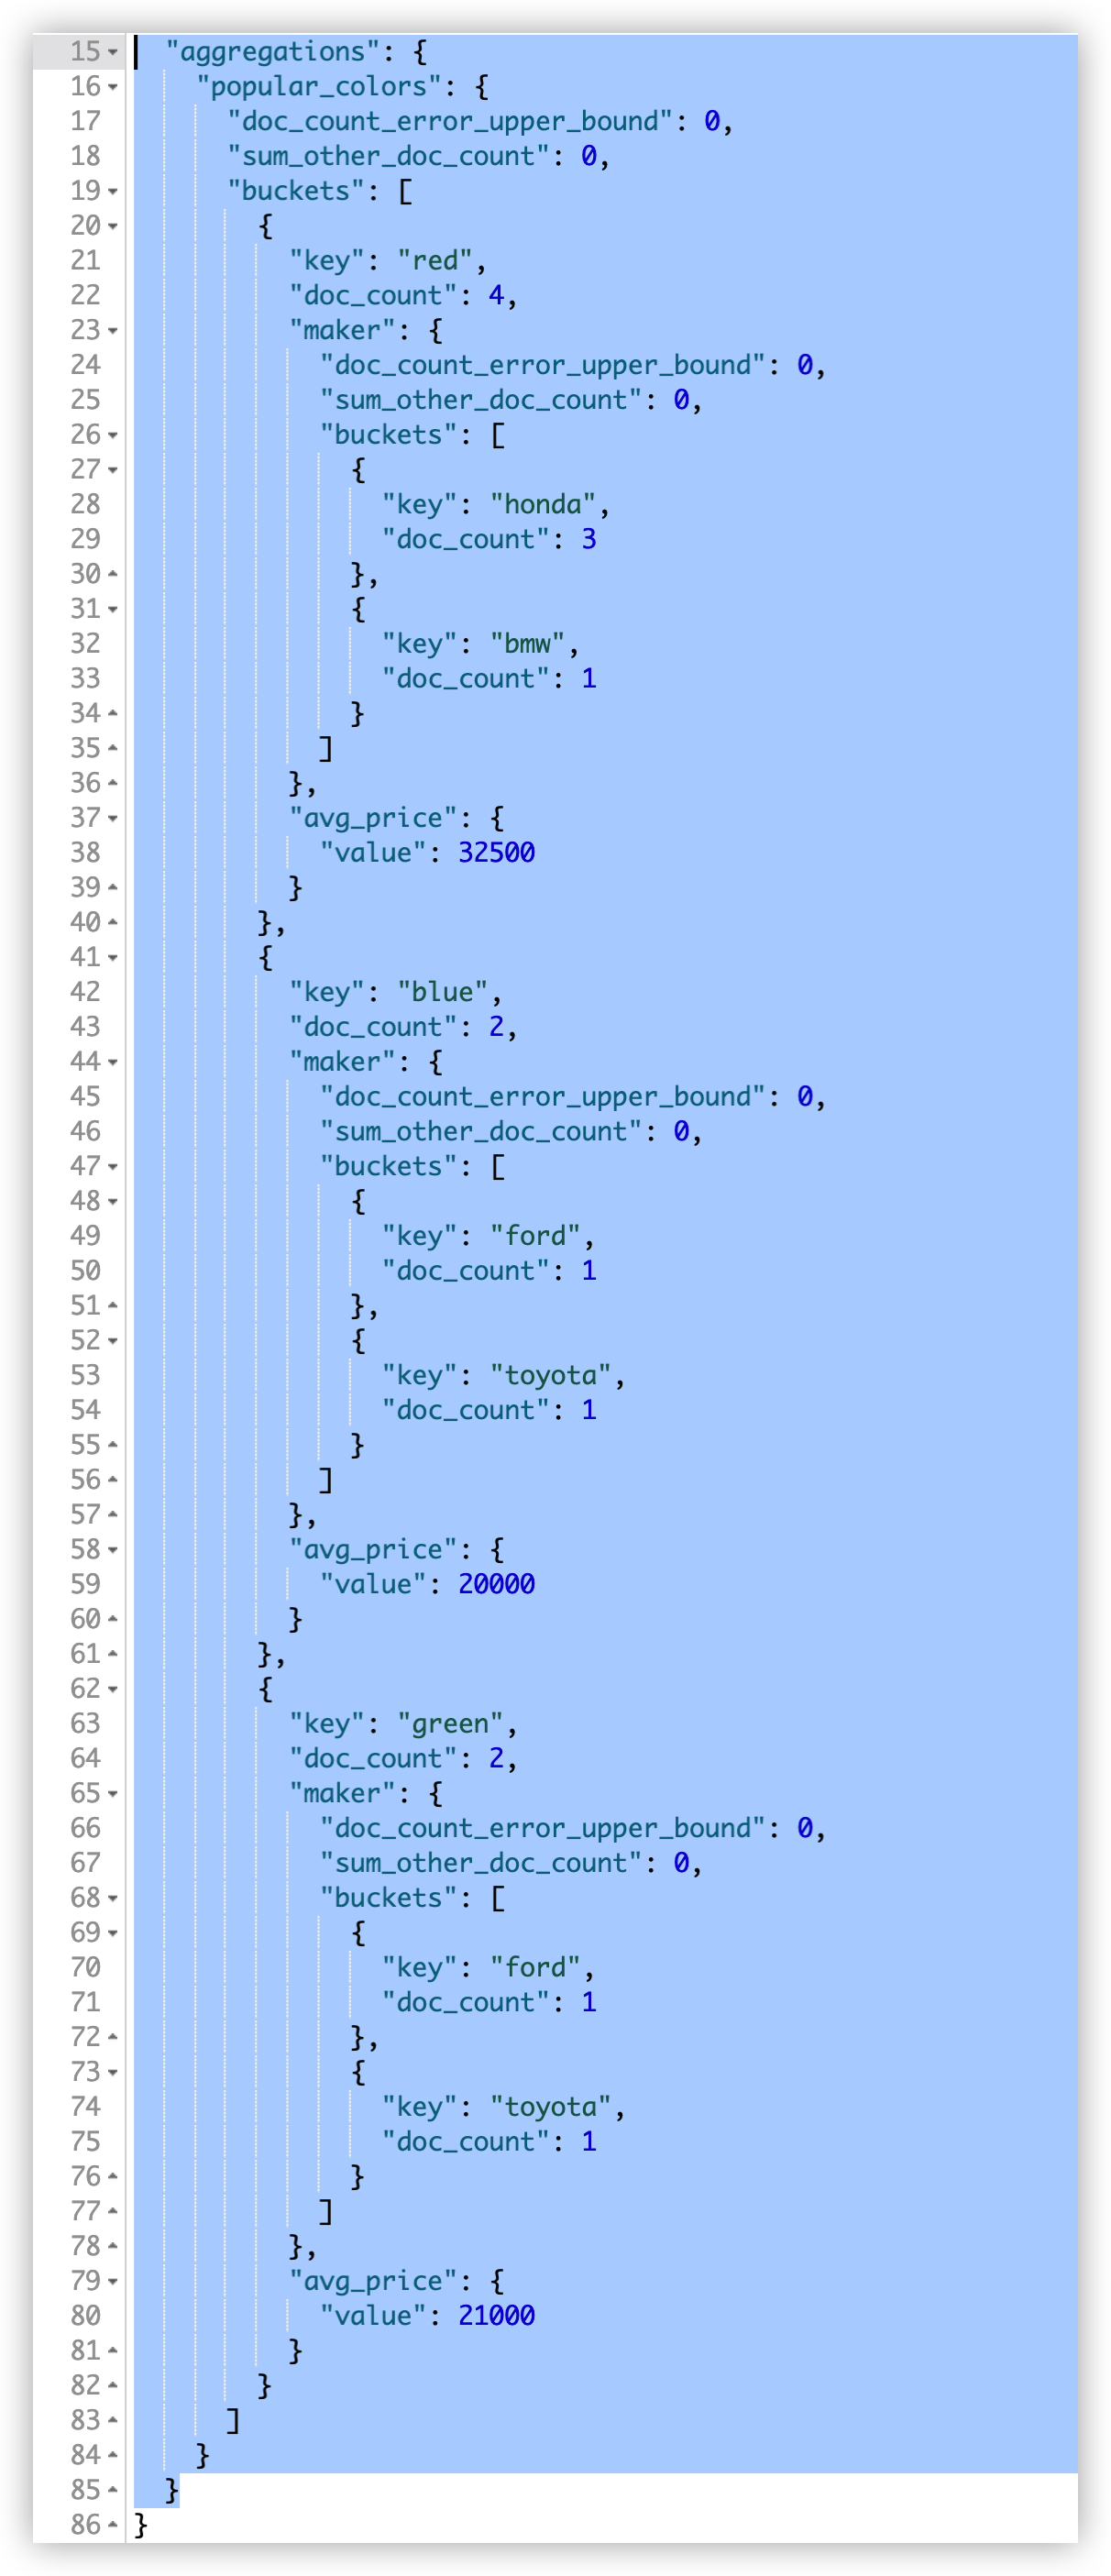 15 "aggregations": {
16 "popular_colors": {
17 "doc_count_error_upper_bound": 0,
18 "sum_other_doc_count": 0,
19 "buckets": [
20 {
21 "key": "red",
22 "doc_count": 4,
23 "maker": {
24 "doc_count_error_upper_bound": 0,
25 "sum_other_doc_count": 0,
26 "buckets": [
27 {
28 "key": "honda",
29 "doc_count": 3
30 },
31 {
32 "key": "bmw",
33 "doc_count": 1
34 }
35 ]
36 },
37 "avg_price": {
38 "value": 32500
39 }
40 },
41 {
42 "key": "blue",
43 "doc_count": 2,
44 "maker": {
45 "doc_count_error_upper_bound": 0,
46 "sum_other_doc_count": 0,
47 "buckets": [
48 {
49 "key": "ford",
50 "doc_count": 1
51 },
52 {
53 "key": "toyota",
54 "doc_count": 1
55 }
56 ]
57 },
58 "avg_price": {
59 "value": 20000
60 }
61 },
62 {
63 "key": "green",
64 "doc_count": 2,
65 "maker": {
66 "doc_count_error_upper_bound": 0,
67 "sum_other_doc_count": 0,
68 "buckets": [
69 {
70 "key": "ford",
71 "doc_count": 1
72 },
73 {
74 "key": "toyota",
75 "doc_count": 1
76 }
77 ]
78 },
79 "avg_price": {
80 "value": 21000
81 }
82 }
83 ]
84 }
85 }
86 }